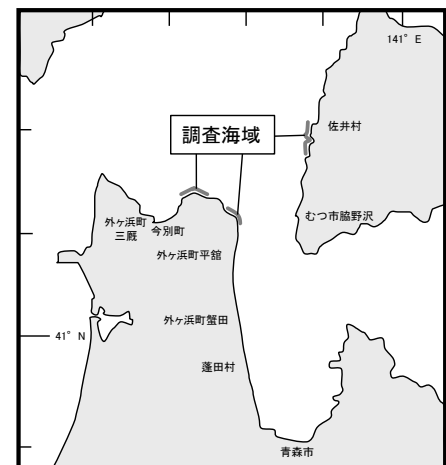 141° E
佐井村
調査海域
むつ市脇野沢
外ヶ浜町
三厩
今別町
外ヶ浜町平舘
外ヶ浜町蟹田
41° N
蓬田村
青森市